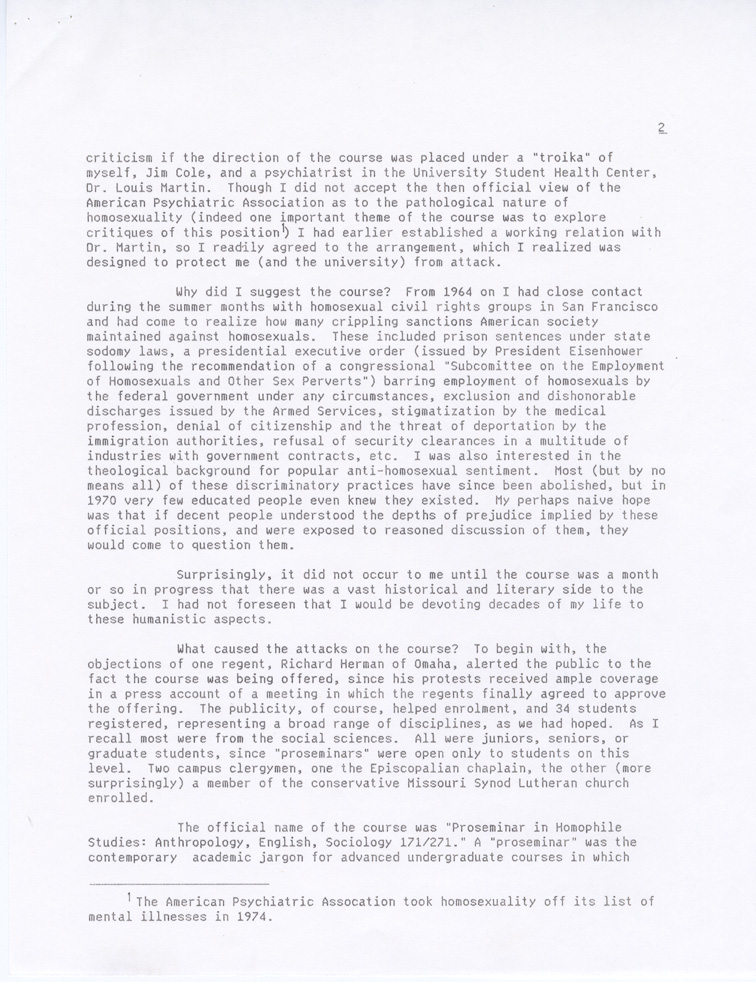 2
criticism if the direction of the course was placed under a "troika" of
myself, Jim Cole, and a psychiatrist in the University Student Health Center,
Dr. Louis Martin.  Though I did not accept the then official view of the
American Psychiatric Association as to the pathological nature of
homosexuality (indeed one important theme of the course was to explore
critiques of this position¹) I had earlier established a working relation with
Dr. Martin, so I readily agreed to the arrangement, which I realized was
designed to protect me (and the university) from attack.
Why did I suggest the course?  From 1964 on I had close contact
during the summer months with homosexual civil rights groups in San Francisco
and had come to realize how many crippling sanctions American society
maintained against homosexuals.  These included prison sentences under state
sodomy laws, a presidential executive order (issued by President Eisenhower
following the recommendation of a congressional "Subcomittee on the Employment
of Homosexuals and Other Sex Perverts") barring employment of homosexuals by
the federal government under any circumstances, exclusion and dishonorable
discharges issued by the Armed Services, stigmatization by the medical
profession, denial of citizenship and the threat of deportation by the
immigration authorities, refusal of security clearances in a multitude of
industries with government contracts, etc.  I was also interested in the
theological background for popular anti-homosexual sentiment.  Most (but by no
means all) of these discriminatory practices have since been abolished, but in
1970 very few educated people even knew they existed.  My perhaps naive hope
was that if decent people understood the depths of prejudice implied by these
official positions, and were exposed to reasoned discussion of them, they
would come to question them.
Surprisingly, it did not occur to me until the course was a month
or so in progress that there was a vast historical and literary side to the
subject.  I had not foreseen that I would be devoting decades of my life to
these humanistic aspects.
What caused the attacks on the course?  To begin with, the
objections of one regent, Richard Herman of Omaha, alerted the public to the
fact the course was being offered, since his protests received ample coverage
in a press account of a meeting in which the regents finally agreed to approve
the offering.  The publicity, of course, helped enrolment, and 34 students
registered, representing a broad range of disciplines, as we had hoped.  As I
recall most were from the social sciences.  All were juniors, seniors, or
graduate students, since "proseminars" were open only to students on this
level.  Two campus clergymen, one the Episcopalian chaplain, the other (more
surprisingly) a member of the conservative Missouri Synod Lutheran church
enrolled.
The official name of the course was "Proseminar in Homophile
Studies: Anthropology, English, Sociology 171/271." A "proseminar" was the
contemporary  academic jargon for advanced undergraduate courses in which
¹ The American Psychiatric Assocation took homosexuality off its list of
mental illnesses in 1974.